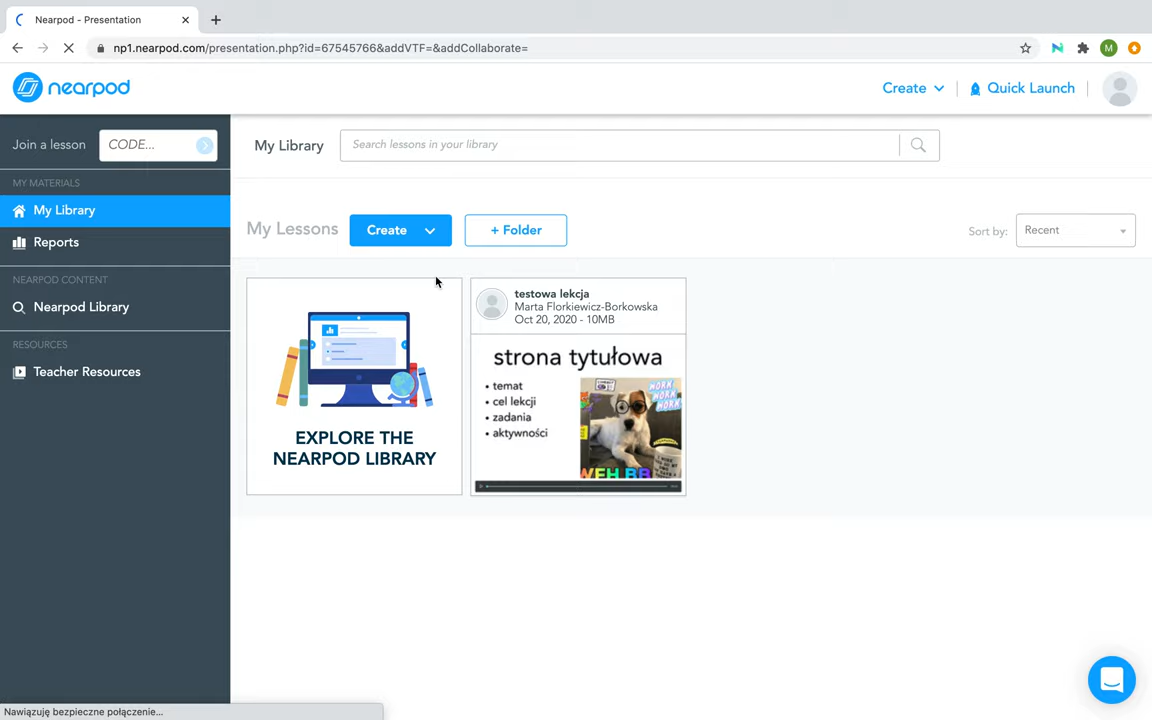 Nearpod - Presentation
np1.nearpod.com/presentation.php?id=67545766&addVTF=&addCollaborate=
M
nearpod
Create
Quick Launch
Join a lesson
CODE...
My Library
Search lessons in your library
MY MATERIALS
My Library
Reports
NEARPOD CONTENT
Nearpod Library
RESOURCES
Teacher Resources
My Lessons
Create
+ Folder
Sort by:
Recent
EXPLORE THE
NEARPOD LIBRARY
testowa lekcja
Marta Florkiewicz-Borkowska
Oct 20, 2020 - 10MB
strona tytułowa
• temat
• cel lekcji
• zadania
• aktywności
WORK
WORK
WORK
Nawiązuję bezpieczne połączenie...